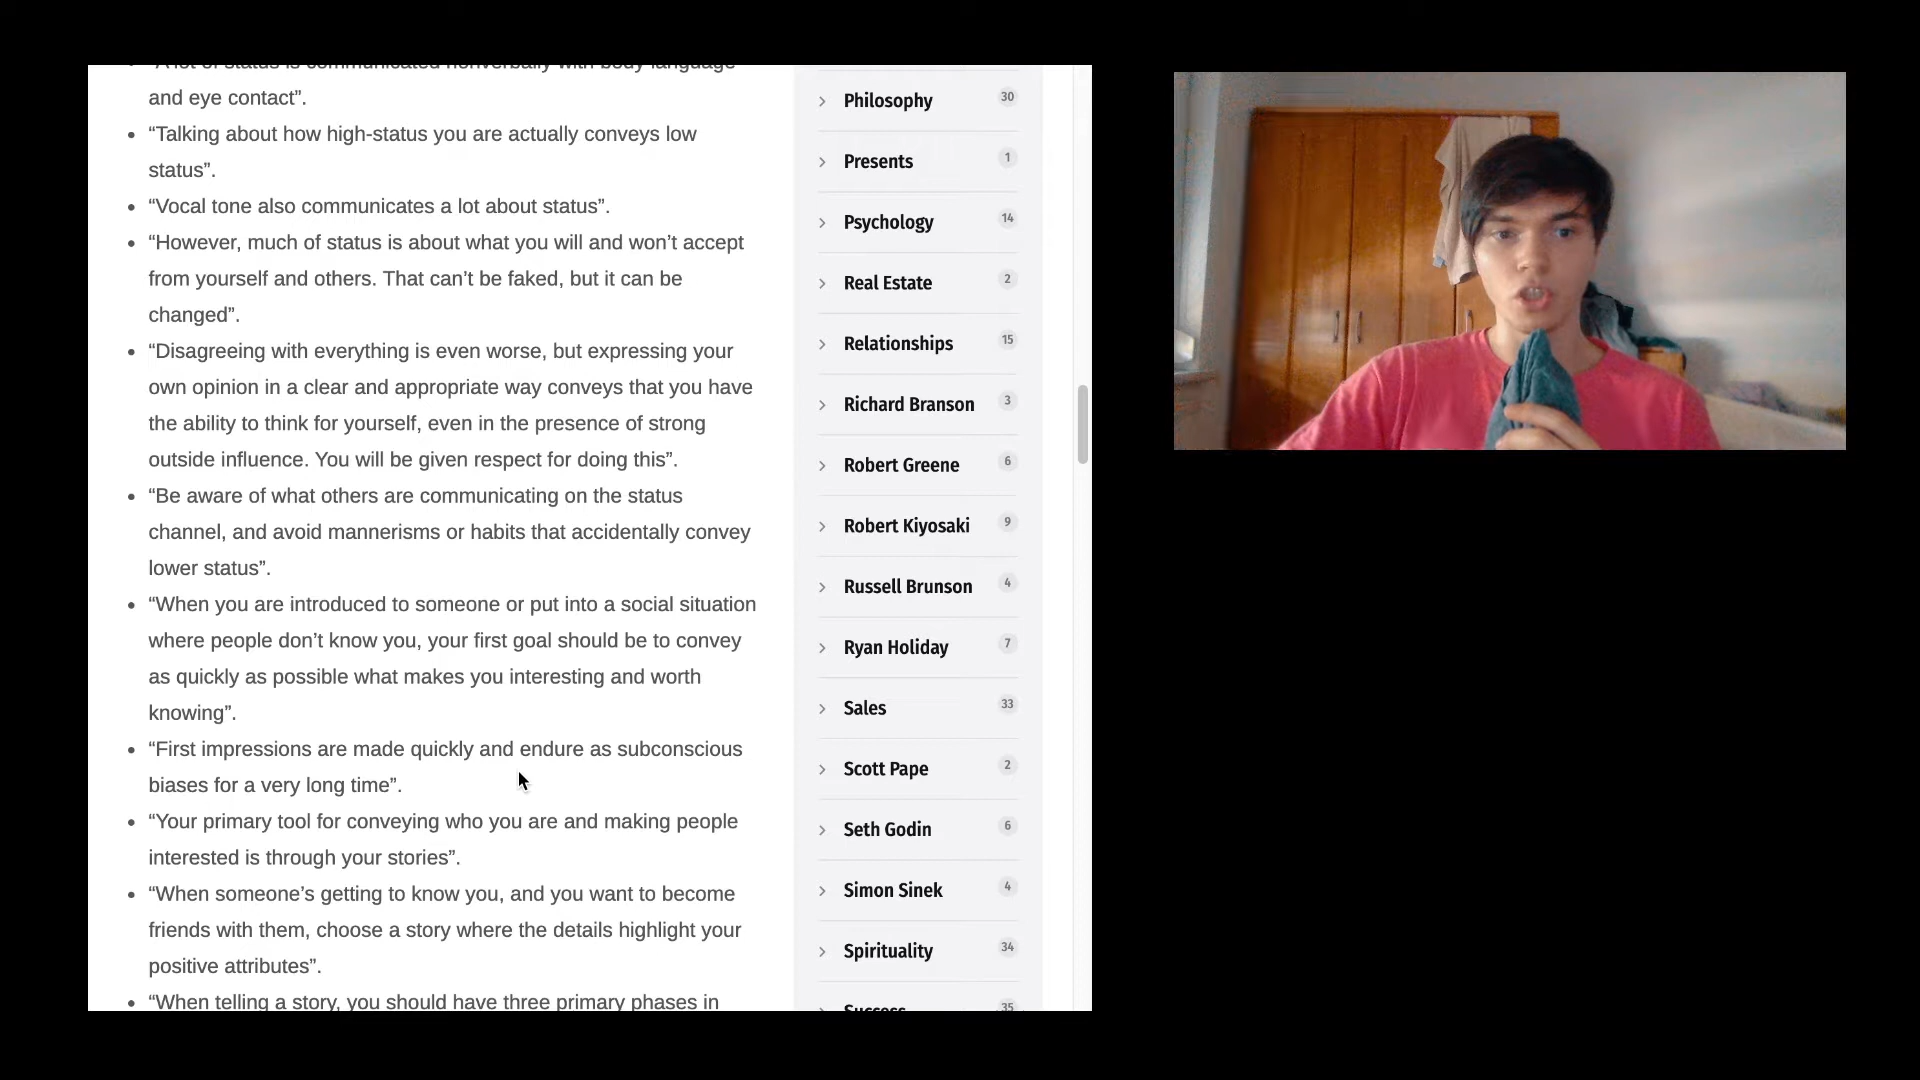 “A lot of status is communicated nonverbally with body language
and eye contact”.
“Talking about how high-status you are actually conveys low
status”.
“Vocal tone also communicates a lot about status”.
“However, much of status is about what you will and won’t accept
from yourself and others. That can’t be faked, but it can be
changed”.
“Disagreeing with everything is even worse, but expressing your
own opinion in a clear and appropriate way conveys that you have
the ability to think for yourself, even in the presence of strong
outside influence. You will be given respect for doing this”.
“Be aware of what others are communicating on the status
channel, and avoid mannerisms or habits that accidentally convey
lower status”.
“When you are introduced to someone or put into a social situation
where people don’t know you, your first goal should be to convey
as quickly as possible what makes you interesting and worth
knowing”.
“First impressions are made quickly and endure as subconscious
biases for a very long time”.
“Your primary tool for conveying who you are and making people
interested is through your stories”.
“When someone’s getting to know you, and you want to become
friends with them, choose a story where the details highlight your
positive attributes”.
“When telling a story, you should have three primary phases in
Philosophy 30
Presents 1
Psychology 14
Real Estate 2
Relationships 15
Richard Branson 3
Robert Greene 6
Robert Kiyosaki 9
Russell Brunson 4
Ryan Holiday 7
Sales 33
Scott Pape 2
Seth Godin 6
Simon Sinek 4
Spirituality 34
Success 35